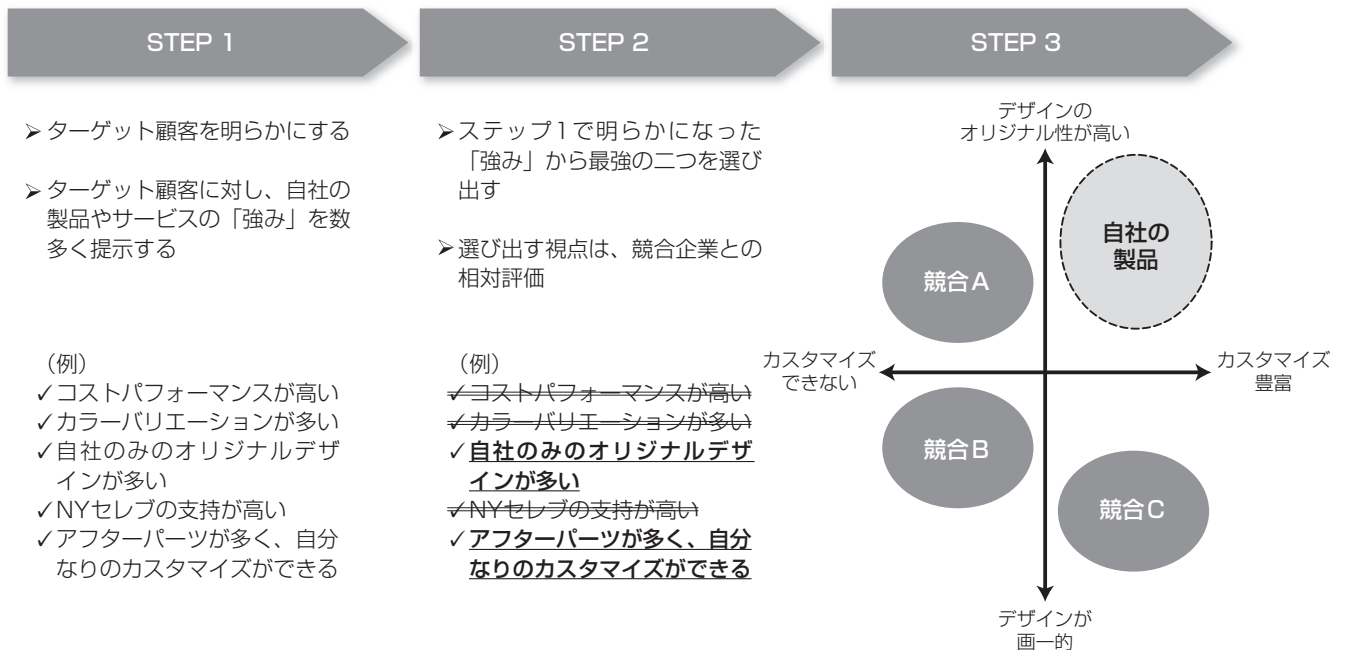 STEP 1
➢ターゲット顧客を明らかにする
➢ターゲット顧客に対し、自社の
製品やサービスの「強み」を数
多く提示する
（例）
✓コストパフォーマンスが高い
✓カラーバリエーションが多い
✓自社のみのオリジナルデザ
インが多い
✓NYセレブの支持が高い
✓アフターパーツが多く、自分
なりのカスタマイズができる
STEP 2
➢ステップ1で明らかになった
「強み」から最強の二つを選び
出す
➢選び出す視点は、競合企業との
相対評価
（例）
✓コストパフォーマンスが高い
✓カラーバリエーションが多い
✓自社のみのオリジナルデザ
インが多い
✓NYセレブの支持が高い
✓アフターパーツが多く、自分
なりのカスタマイズができる
STEP 3
デザインの
オリジナル性が高い
自社の
製品
競合A
カスタマイズ
できない
カスタマイズ
豊富
競合B
競合C
デザインが
画一的